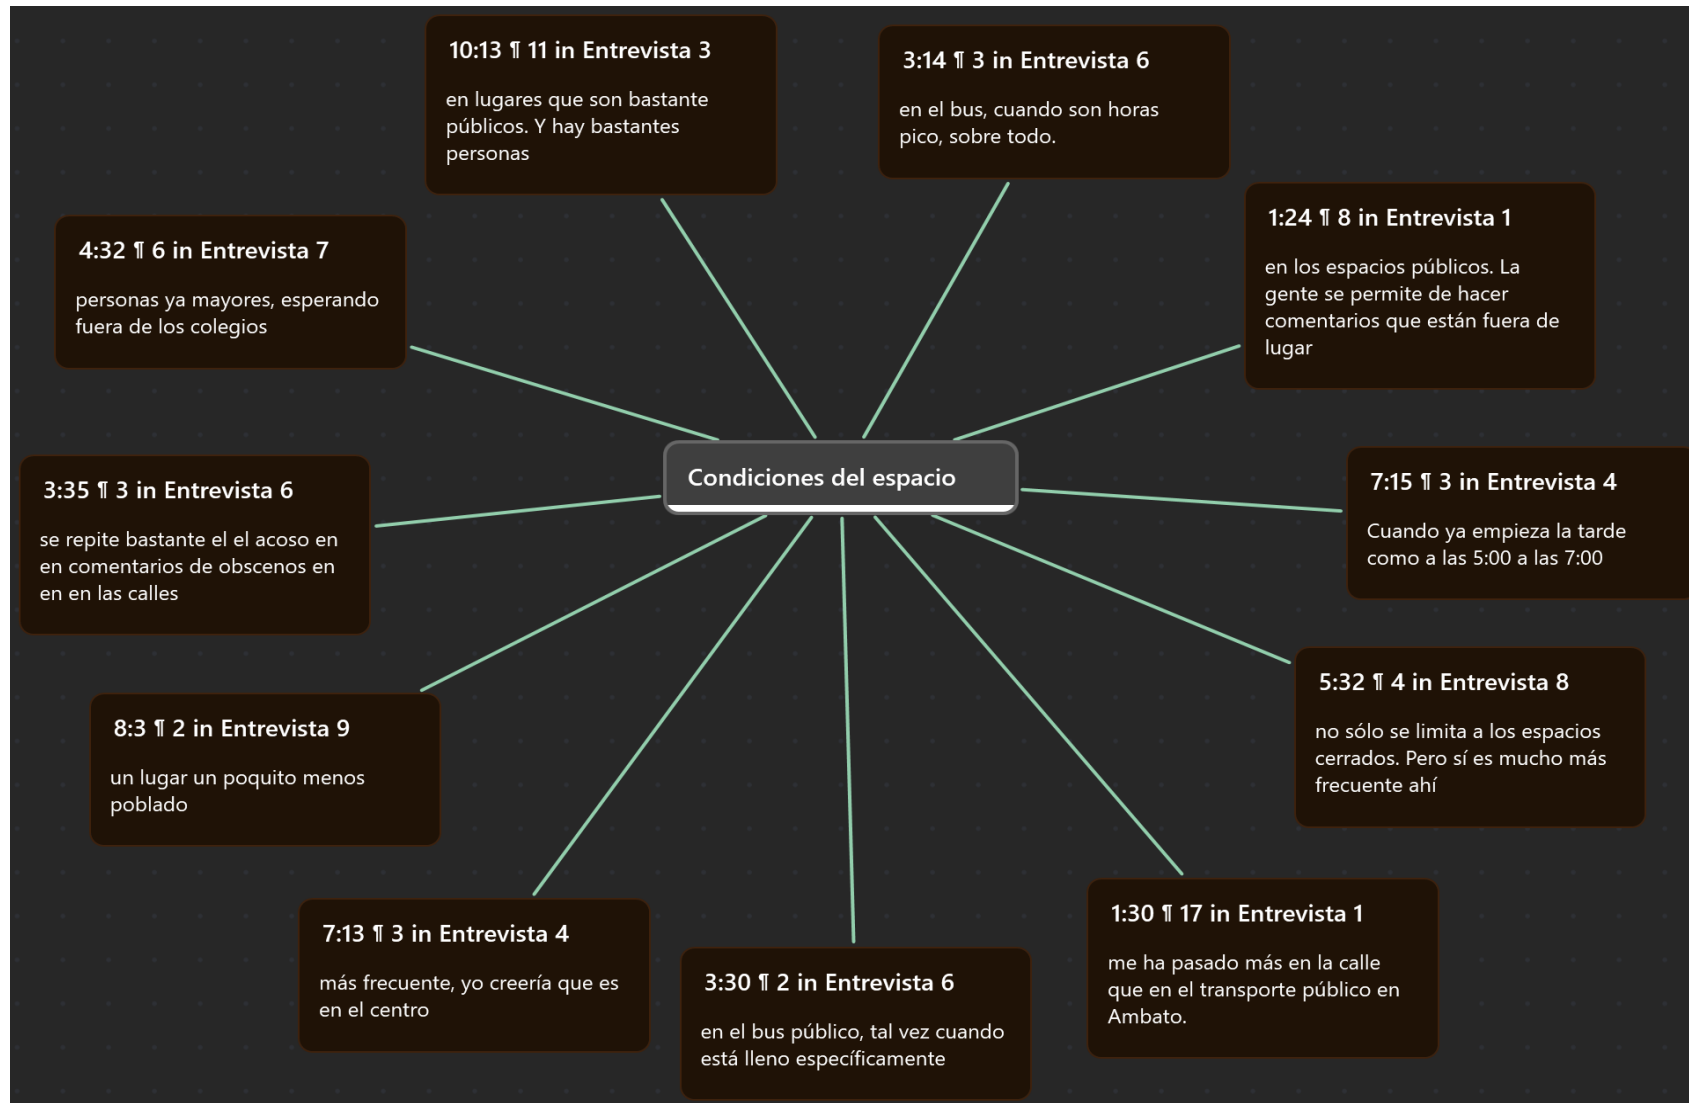 10:13 ¶ 11 in Entrevista 3
en lugares que son bastante
públicos. Y hay bastantes
personas
3:14 ¶ 3 in Entrevista 6
en el bus, cuando son horas
pico, sobre todo.
1:24 ¶ 8 in Entrevista 1
en los espacios públicos. La
gente se permite de hacer
comentarios que están fuera de
lugar
4:32 ¶ 6 in Entrevista 7
personas ya mayores, esperando
fuera de los colegios
Condiciones del espacio
7:15 ¶ 3 in Entrevista 4
Cuando ya empieza la tarde
como a las 5:00 a las 7:00
3:35 ¶ 3 in Entrevista 6
se repite bastante el el acoso en
en comentarios de obscenos en
en en las calles
5:32 ¶ 4 in Entrevista 8
no sólo se limita a los espacios
cerrados. Pero sí es mucho más
frecuente ahí
8:3 ¶ 2 in Entrevista 9
un lugar un poquito menos
poblado
1:30 ¶ 17 in Entrevista 1
me ha pasado más en la calle
que en el transporte público en
Ambato.
7:13 ¶ 3 in Entrevista 4
más frecuente, yo creería que es
en el centro
3:30 ¶ 2 in Entrevista 6
en el bus público, tal vez cuando
está lleno específicamente